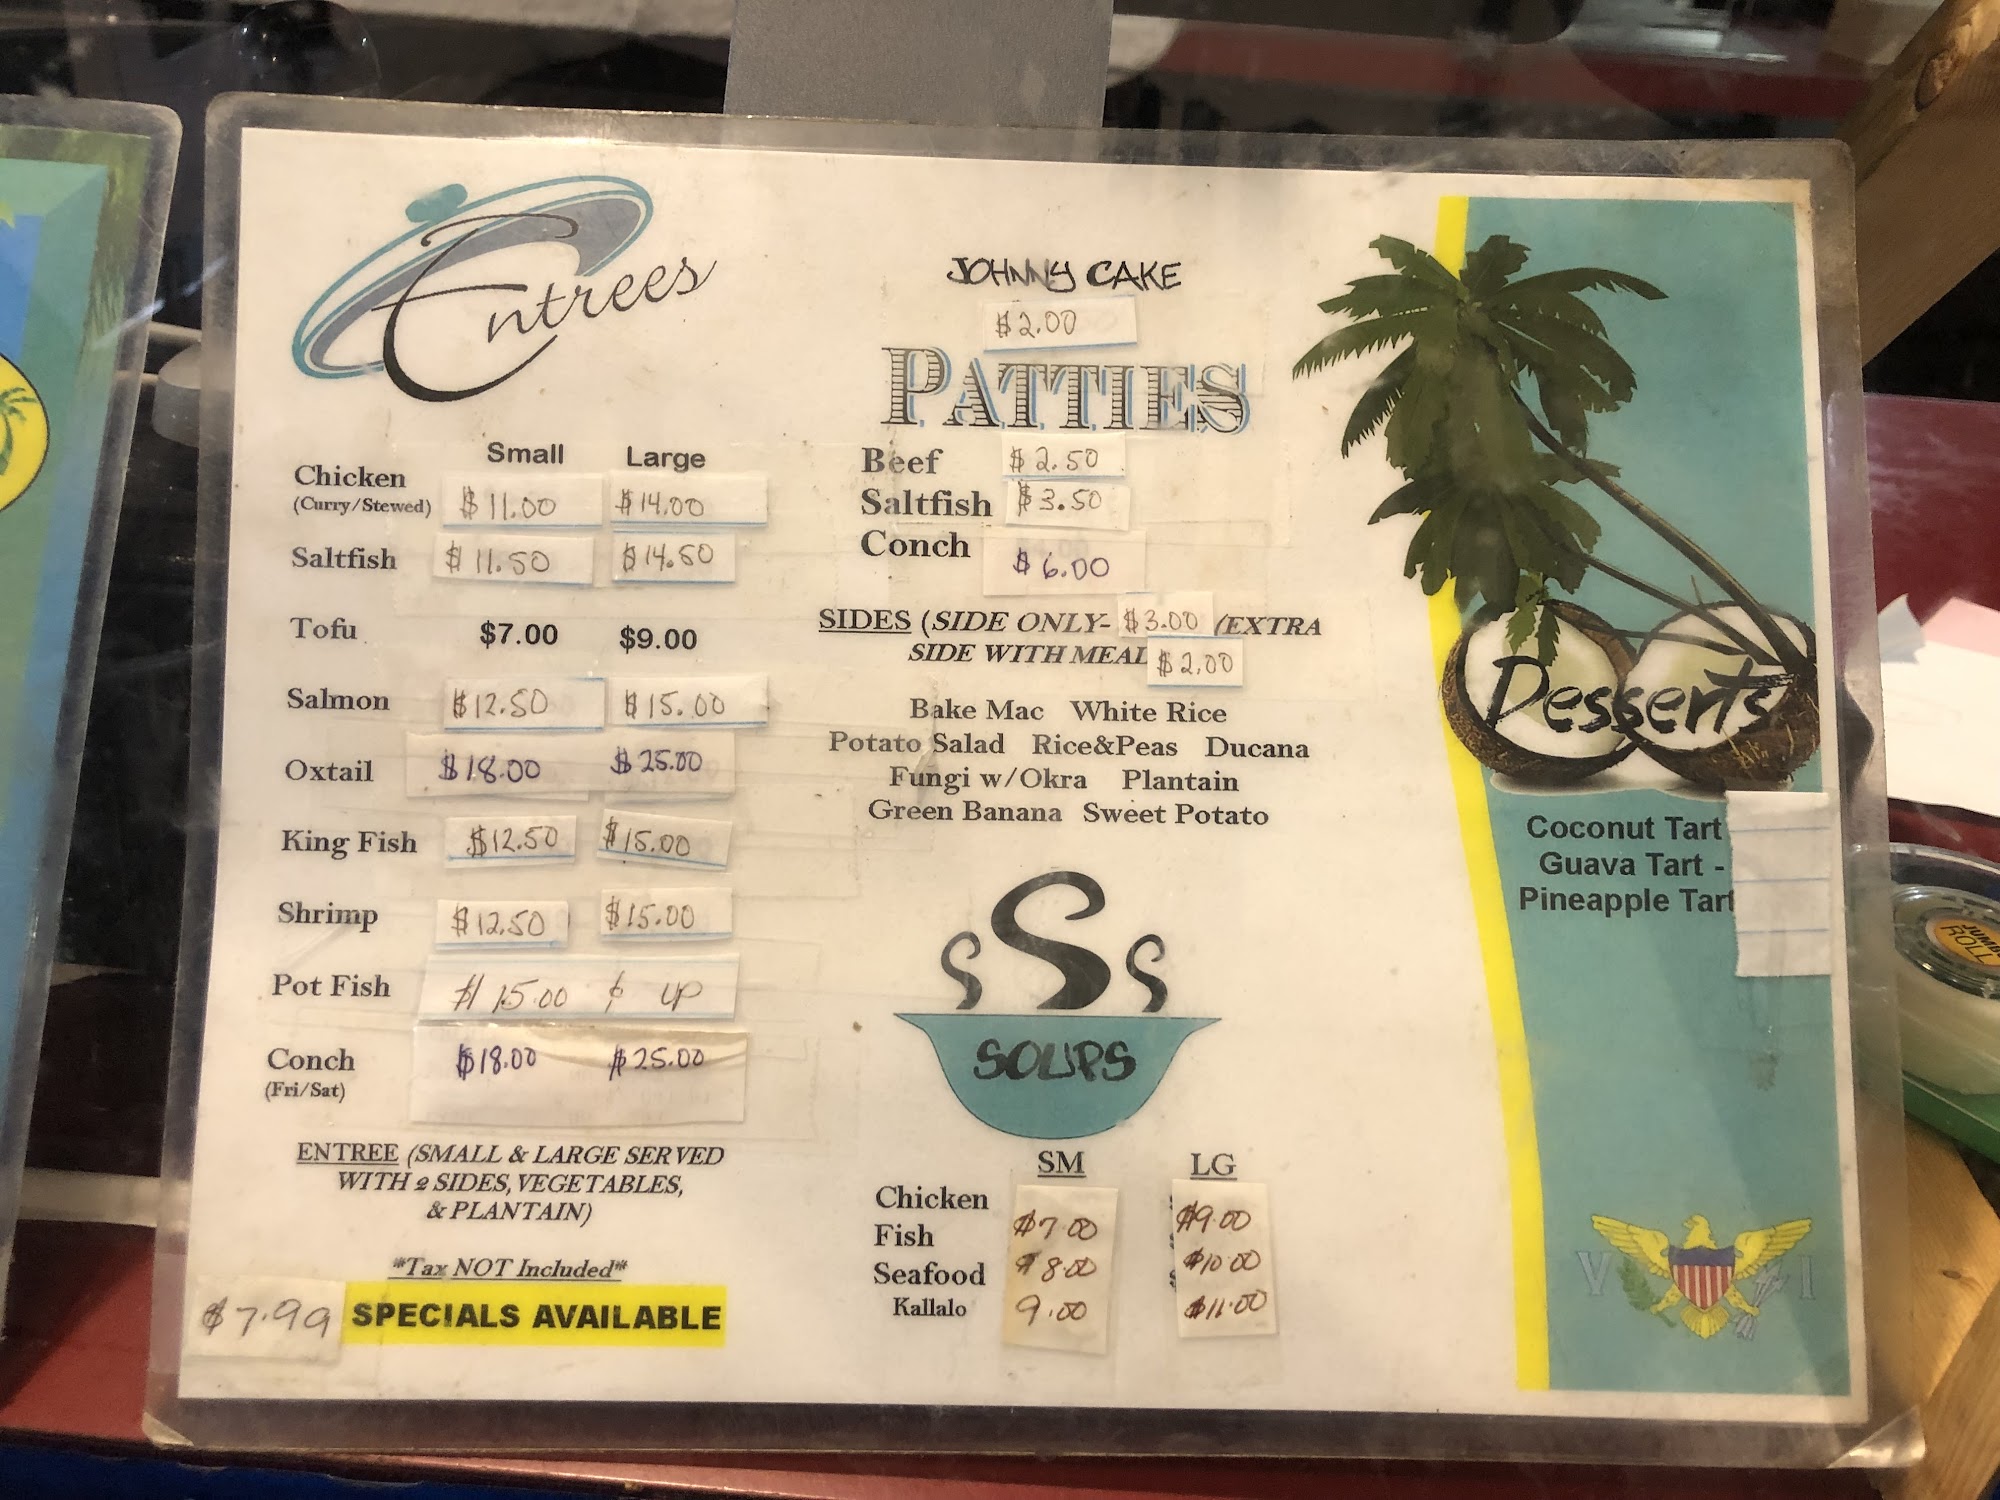 Entrees
Small Large
Chicken
(Curry/Stewed) $11.00 $14.00
Saltfish $11.50 $14.50
Tofu $7.00 $9.00
Salmon $12.50 $15.00
Oxtail $18.00 $25.00
King Fish $12.50 $15.00
Shrimp $12.50 $15.00
Pot Fish $15.00 & UP
Conch $18.00 $25.00
(Fri/Sat)
ENTREE (SMALL & LARGE SERVED
WITH 2 SIDES, VEGETABLES,
& PLANTAIN)
*Tax NOT Included*
$7.99 SPECIALS AVAILABLE
JOHNNY CAKE
$2.00
PATTIES
Beef $2.50
Saltfish $3.50
Conch $6.00
SIDES (SIDE ONLY- $3.00 (EXTRA
SIDE WITH MEAL $2.00
Bake Mac White Rice
Potato Salad Rice&Peas Ducana
Fungi w/Okra Plantain
Green Banana Sweet Potato
SOUPS
SM LG
Chicken $7.00 $9.00
Fish $8.00 $10.00
Seafood 9.00 $11.00
Kallalo
Desserts
Coconut Tart
Guava Tart -
Pineapple Tart
V I
JUMBO
ROLL